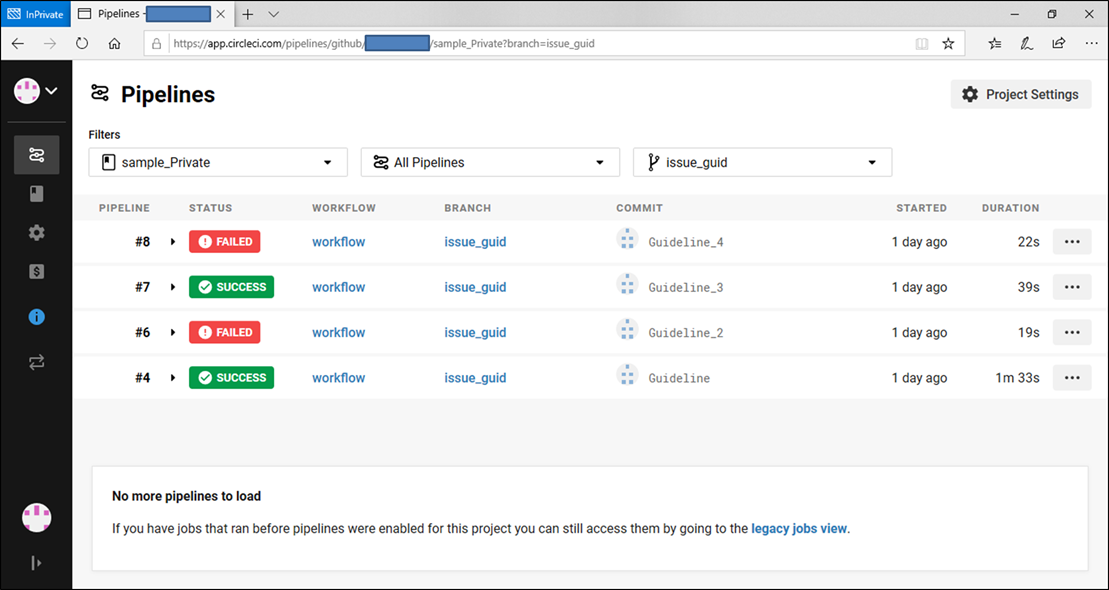 InPrivate
Pipelines -
https://app.circleci.com/pipelines/github/ /sample_Private?branch=issue_guid
Pipelines
Project Settings
Filters
sample_Private All Pipelines issue_guid
PIPELINE STATUS WORKFLOW BRANCH COMMIT STARTED DURATION
#8 FAILED workflow issue_guid Guideline_4 1 day ago 22s
#7 SUCCESS workflow issue_guid Guideline_3 1 day ago 39s
#6 FAILED workflow issue_guid Guideline_2 1 day ago 19s
#4 SUCCESS workflow issue_guid Guideline 1 day ago 1m 33s
No more pipelines to load
If you have jobs that ran before pipelines were enabled for this project you can still access them by going to the legacy jobs view.